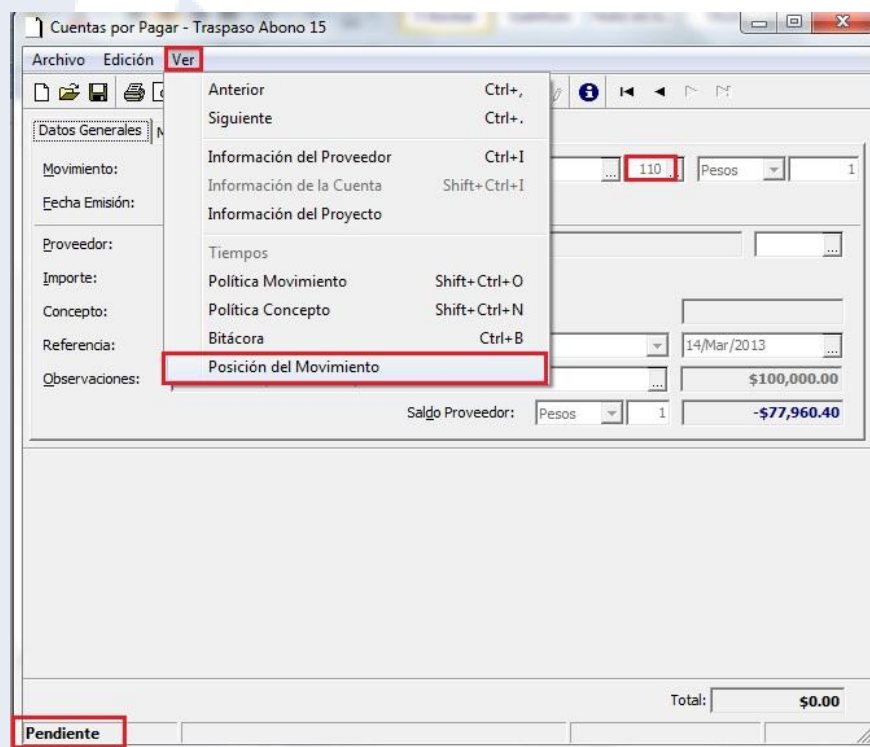 Cuentas por Pagar - Traspaso Abono 15
Archivo Edición Ver
Anterior Ctrl+,
Siguiente Ctrl+.
Información del Proveedor Ctrl+I
Información de la Cuenta Shift+Ctrl+I
Información del Proyecto
Tiempos
Política Movimiento Shift+Ctrl+O
Política Concepto Shift+Ctrl+N
Bitácora Ctrl+B
Posición del Movimiento
Datos Generales
Movimiento: ... 110 Pesos 1
Fecha Emisión:
Proveedor: ...
Importe:
Concepto:
Referencia: 14/Mar/2013 ...
Observaciones: ... $100,000.00
Saldo Proveedor: Pesos 1 -$77,960.40
Total: $0.00
Pendiente